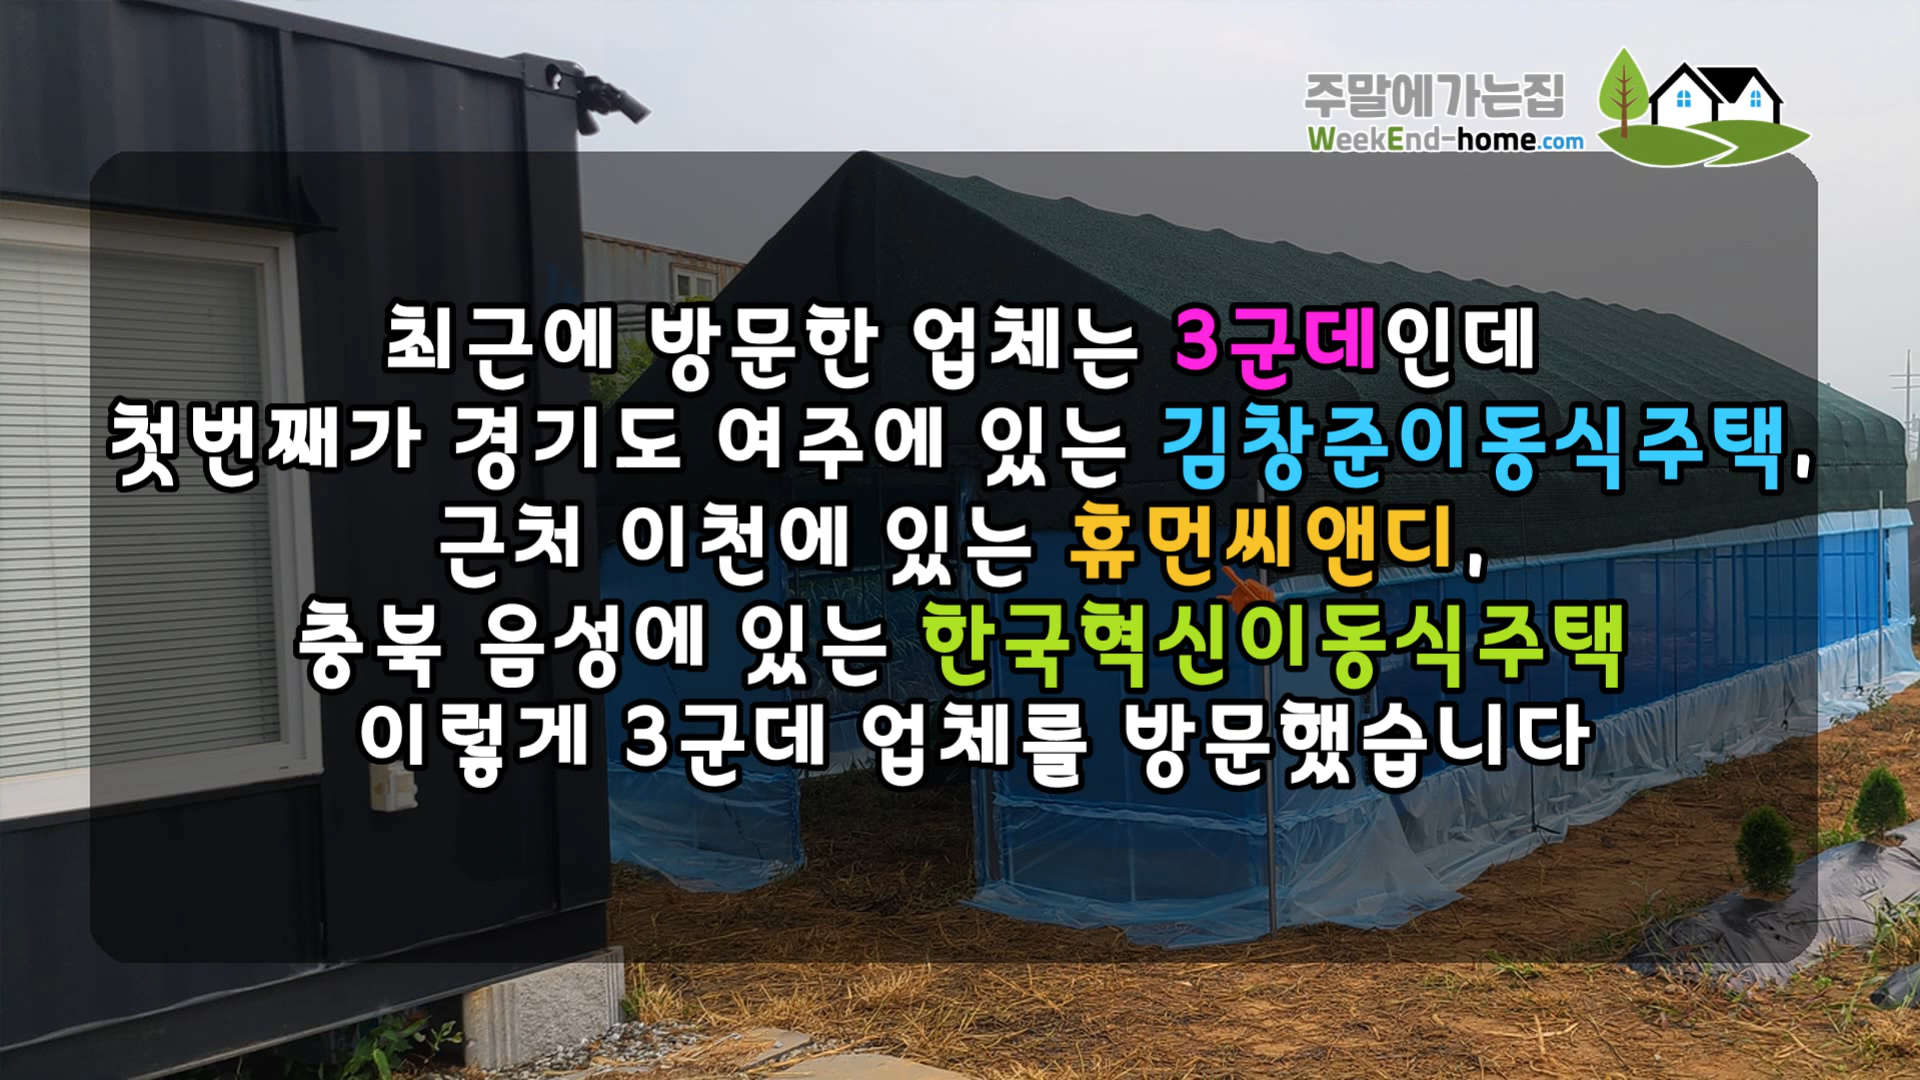 주말에가는집
WeekEnd-home.com
최근에 방문한 업체는 3군데인데
첫번째가 경기도 여주에 있는 김창준이동식주택,
근처 이천에 있는 휴먼씨앤디,
충북 음성에 있는 한국혁신이동식주택
이렇게 3군데 업체를 방문했습니다